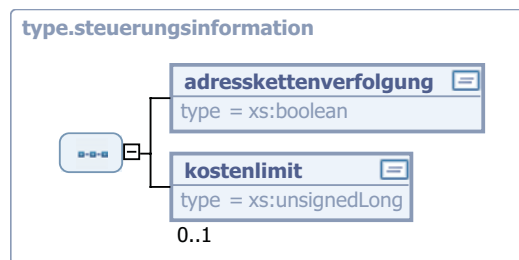 type.steuerungsinformation
adresskettenverfolgung
type = xs:boolean
kostenlimit
type = xs:unsignedLong
0..1